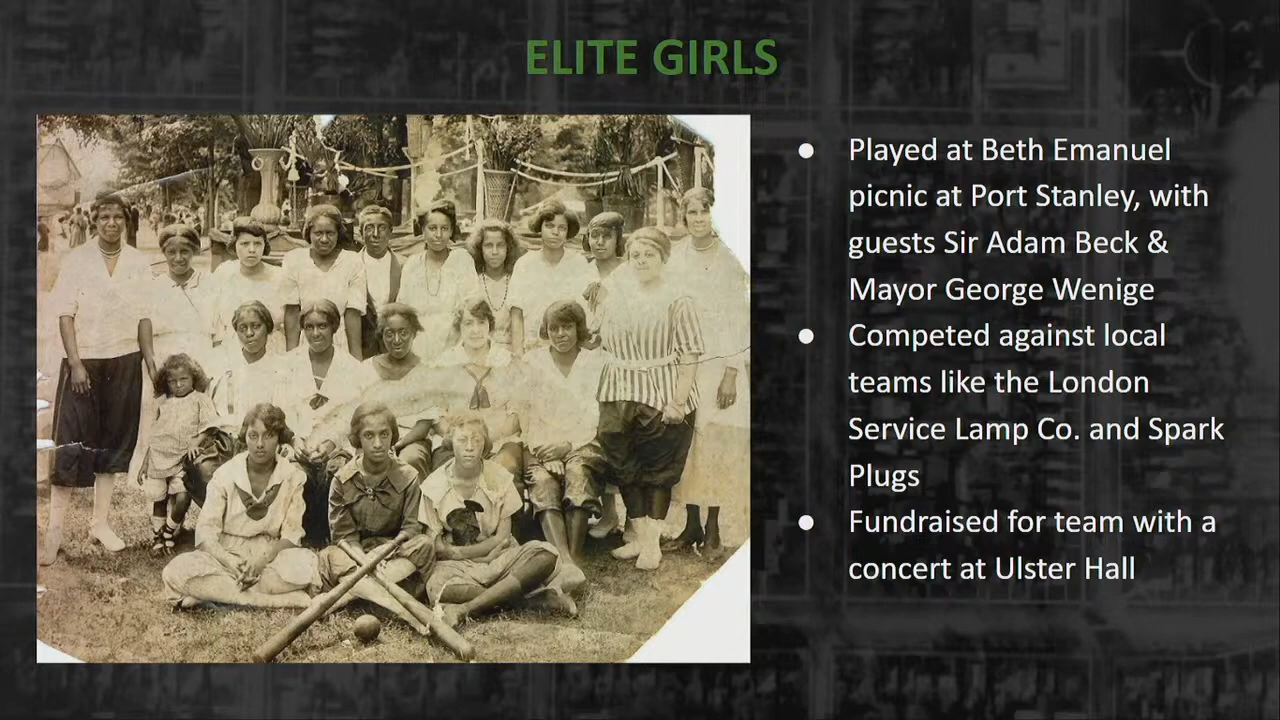 ELITE GIRLS
● Played at Beth Emanuel
picnic at Port Stanley, with
guests Sir Adam Beck &
Mayor George Wenige
● Competed against local
teams like the London
Service Lamp Co. and Spark
Plugs
● Fundraised for team with a
concert at Ulster Hall